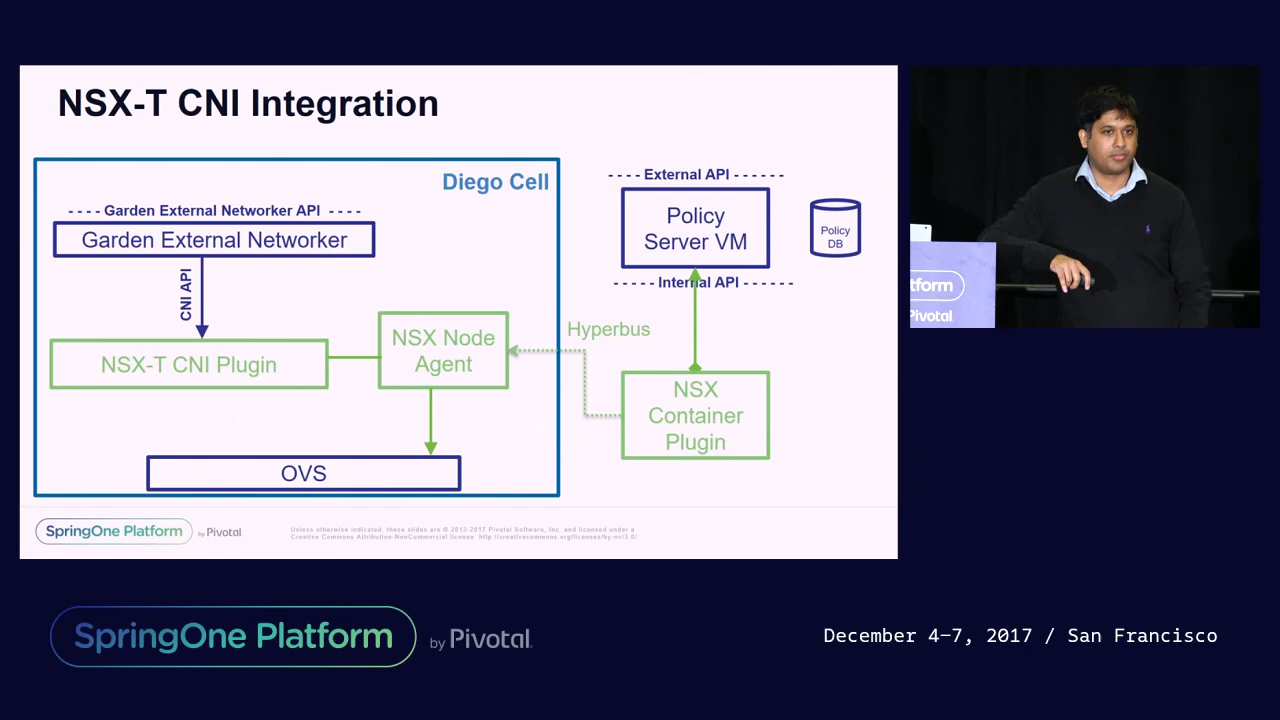 NSX-T CNI Integration
Diego Cell
- - - - Garden External Networker API - - - -
Garden External Networker
CNI API
NSX-T CNI Plugin
NSX Node
Agent
OVS
Hyperbus
- - - - External API - - - - - -
Policy
Server VM
- - - - - Internal API - - - - - -
Policy
DB
NSX
Container
Plugin
SpringOne Platform by Pivotal
Unless otherwise indicated, these slides are © 2013-2017 Pivotal Software, Inc. and licensed under a
Creative Commons Attribution-NonCommercial license: http://creativecommons.org/licenses/by-nc/3.0/
tform
Pivotal
SpringOne Platform by Pivotal.
December 4–7, 2017 / San Francisco